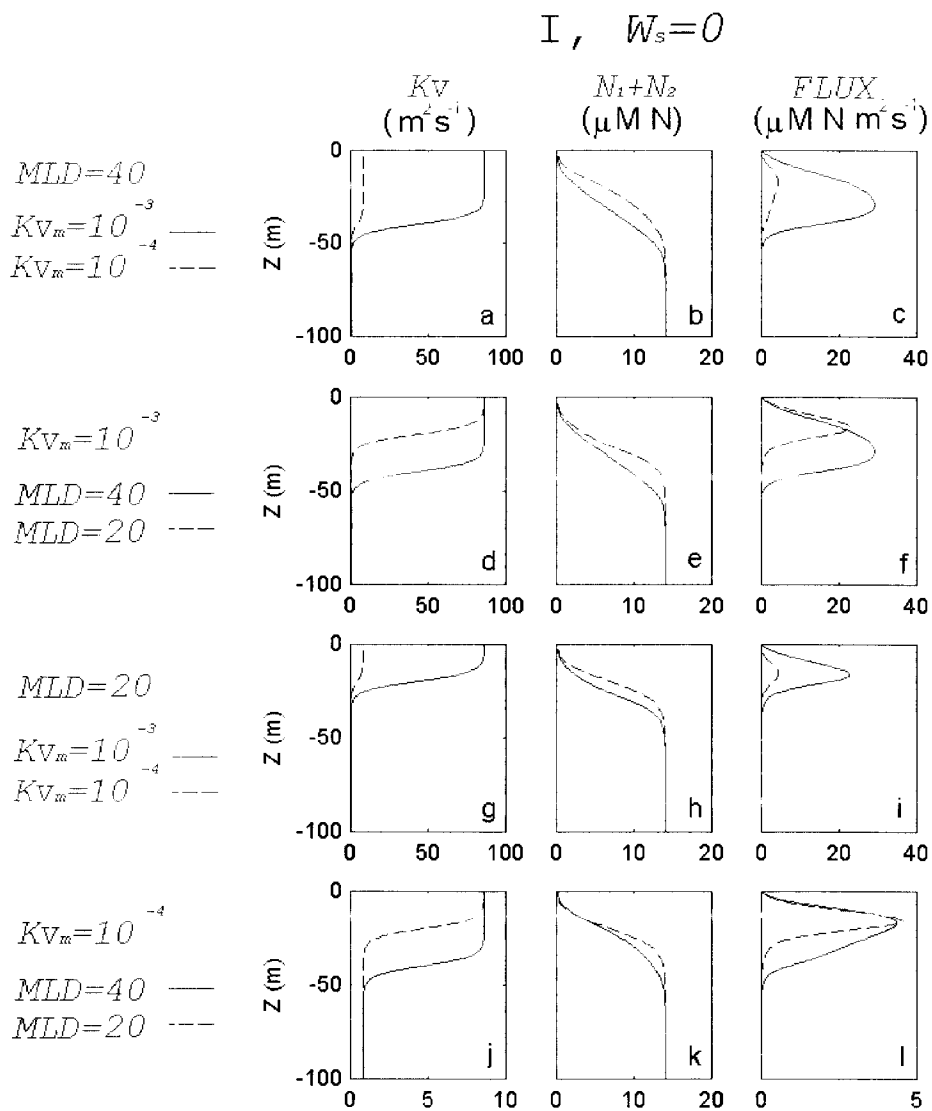 I, Ws=0
Kv N1+N2 FLUX
(m²s⁻¹) (μM N) (μM N m²s⁻¹)
MLD=40
Kvm=10⁻³
Kvm=10⁻⁴
Z (m)
0
-50
-100
a b c
0 50 100 0 10 20 0 20 40
Kvm=10⁻³
MLD=40
MLD=20
Z (m)
0
-50
-100
d e f
0 50 100 0 10 20 0 20 40
MLD=20
Kvm=10⁻³
Kvm=10⁻⁴
Z (m)
0
-50
-100
g h i
0 50 100 0 10 20 0 20 40
Kvm=10⁻⁴
MLD=40
MLD=20
Z (m)
0
-50
-100
j k l
0 5 10 0 10 20 0 5